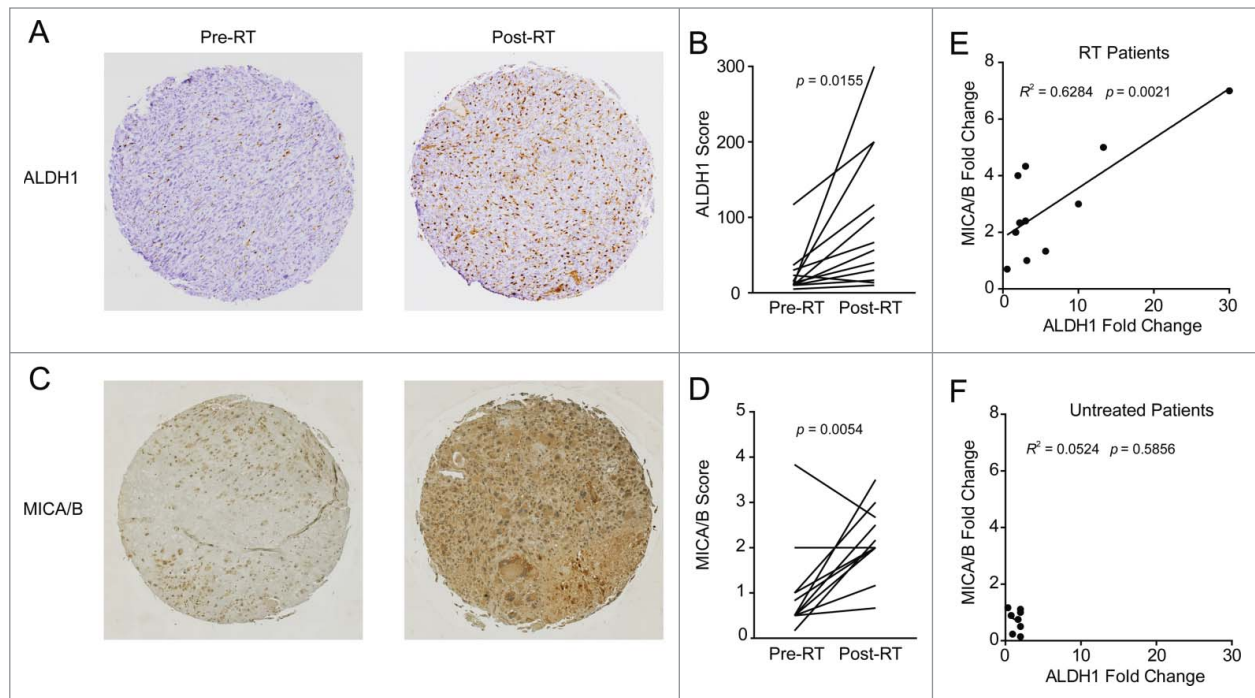 A
Pre-RT
Post-RT
ALDH1
B
300
200
100
0
ALDH1 Score
p = 0.0155
Pre-RT
Post-RT
E
RT Patients
R² = 0.6284 p = 0.0021
8
6
4
2
0
MICA/B Fold Change
0
10
20
30
ALDH1 Fold Change
C
MICA/B
D
5
4
3
2
1
0
MICA/B Score
p = 0.0054
Pre-RT
Post-RT
F
Untreated Patients
R² = 0.0524 p = 0.5856
8
6
4
2
0
MICA/B Fold Change
0
10
20
30
ALDH1 Fold Change